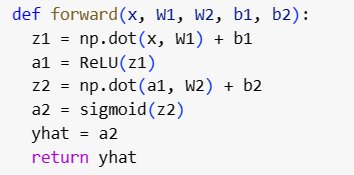 def forward(x, W1, W2, b1, b2):
  z1 = np.dot(x, W1) + b1
  a1 = ReLU(z1)
  z2 = np.dot(a1, W2) + b2
  a2 = sigmoid(z2)
  yhat = a2
  return yhat